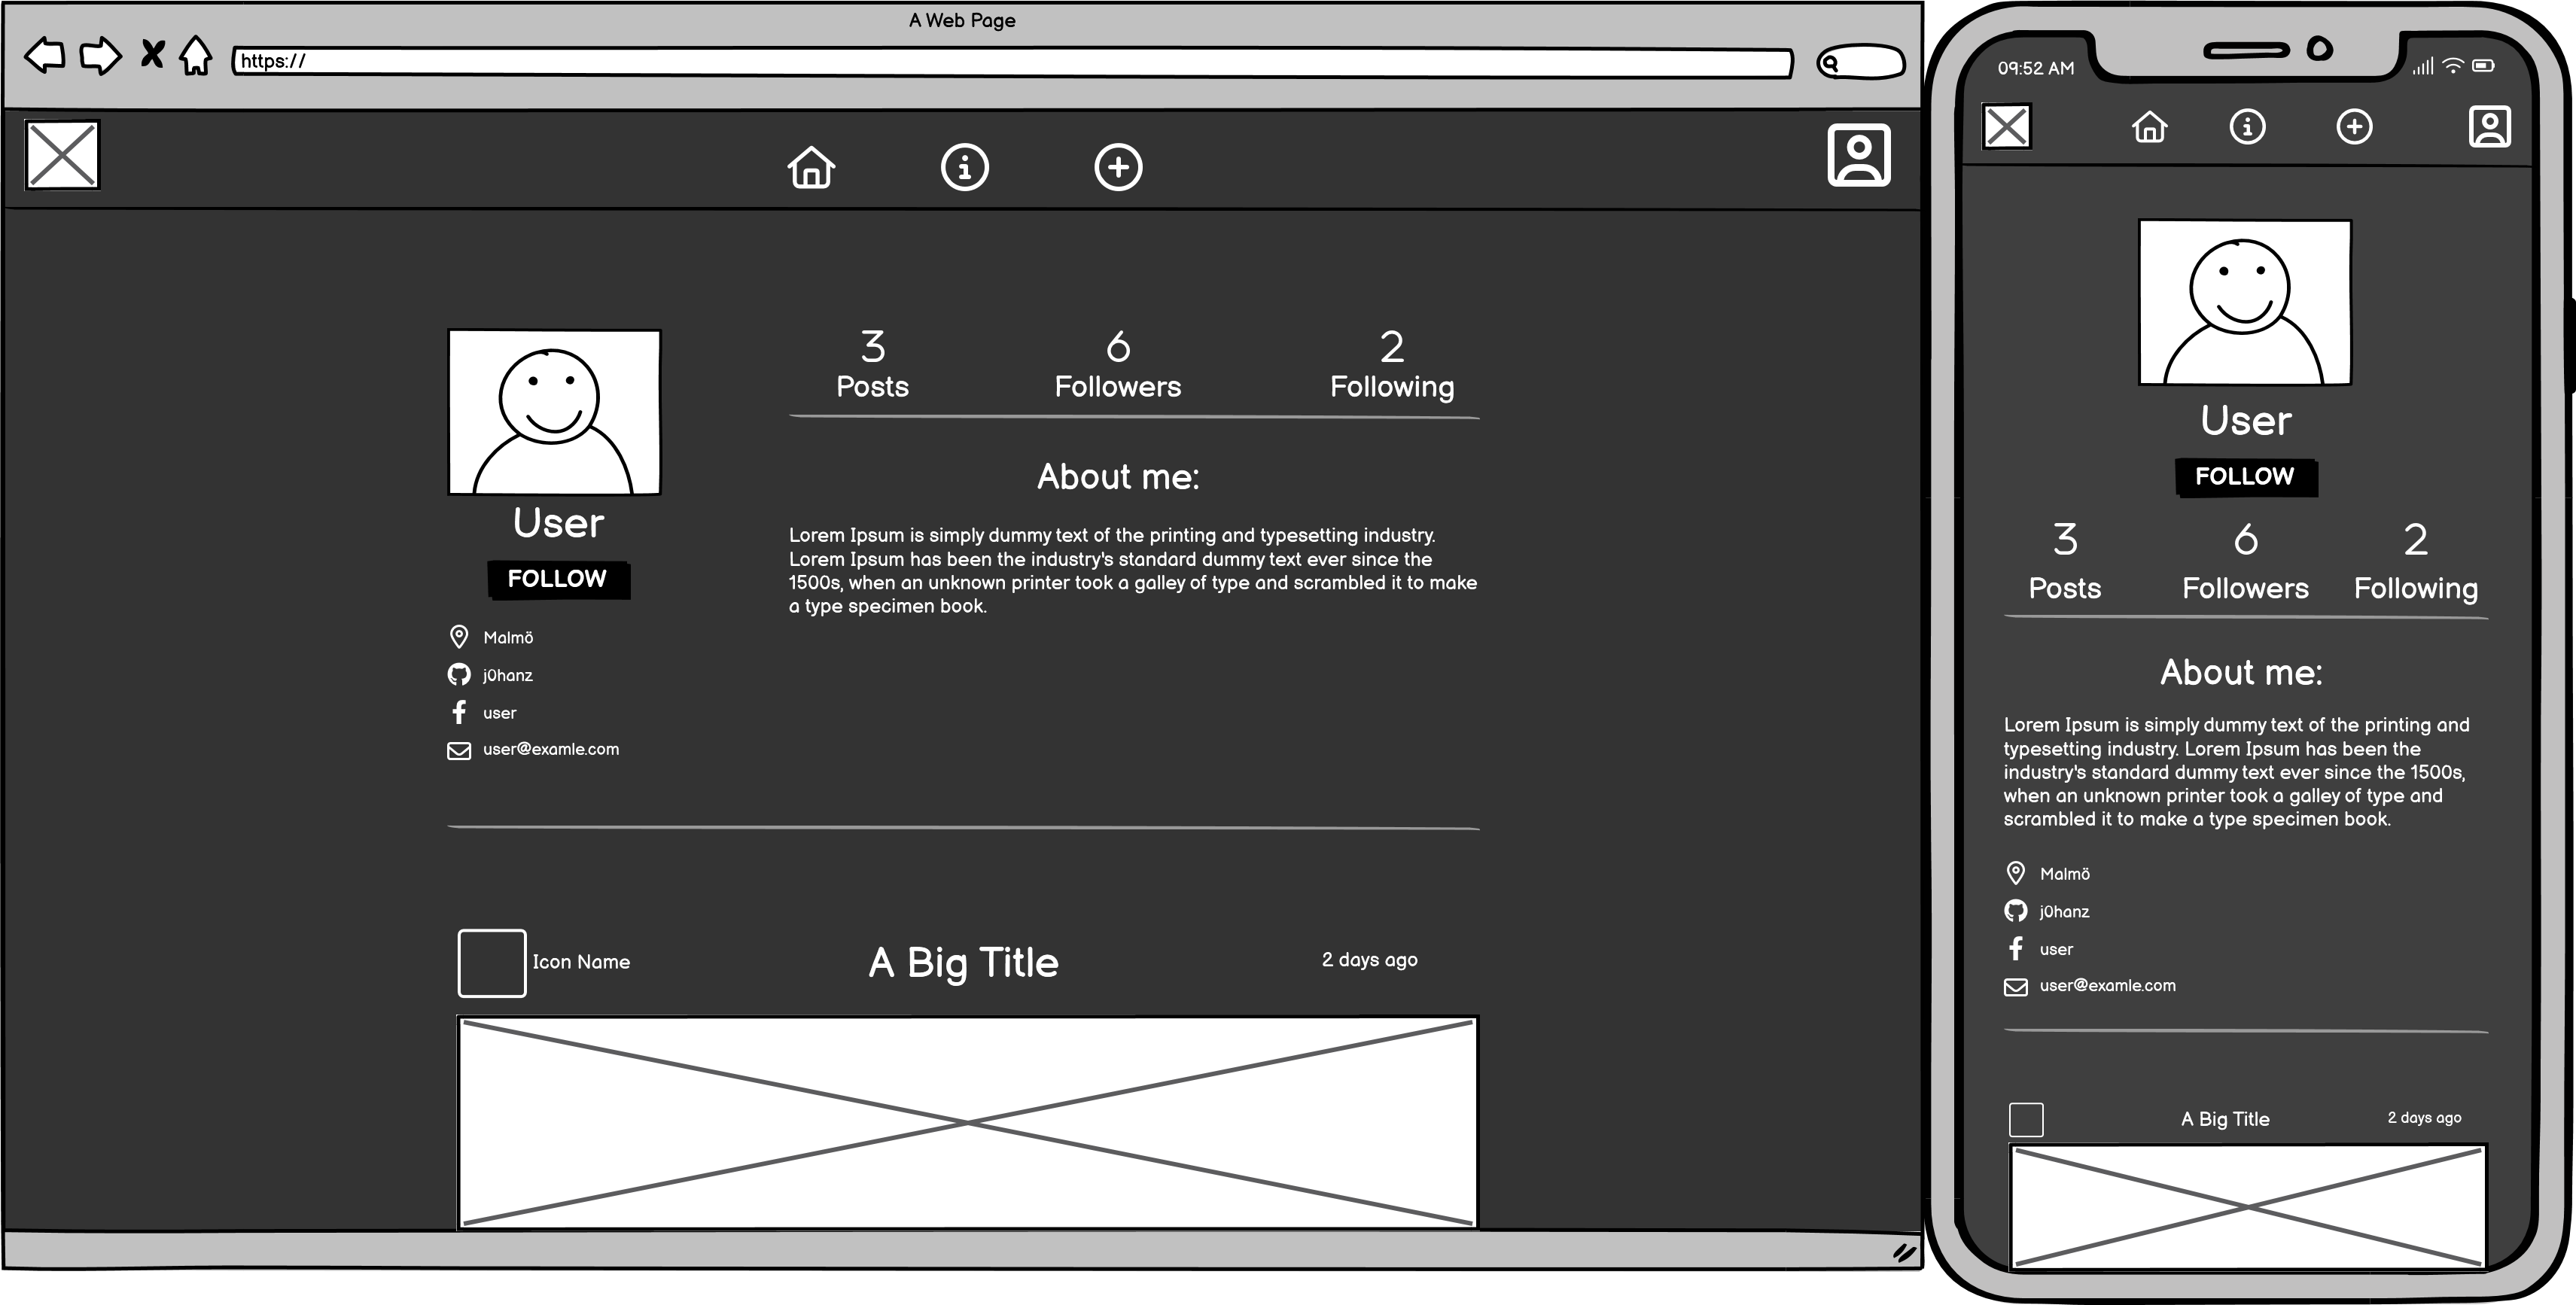 A Web Page
https://
3
Posts
6
Followers
2
Following
User
FOLLOW
Malmö
j0hanz
user
user@examle.com
About me:
Lorem Ipsum is simply dummy text of the printing and typesetting industry.
Lorem Ipsum has been the industry's standard dummy text ever since the
1500s, when an unknown printer took a galley of type and scrambled it to make
a type specimen book.
Icon Name
A Big Title
2 days ago
09:52 AM
User
FOLLOW
3
Posts
6
Followers
2
Following
About me:
Lorem Ipsum is simply dummy text of the printing and
typesetting industry. Lorem Ipsum has been the
industry's standard dummy text ever since the 1500s,
when an unknown printer took a galley of type and
scrambled it to make a type specimen book.
Malmö
j0hanz
user
user@examle.com
A Big Title
2 days ago